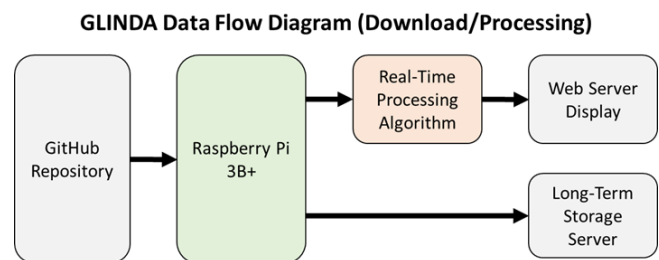 GLINDA Data Flow Diagram (Download/Processing)
GitHub
Repository
Raspberry Pi
3B+
Real-Time
Processing
Algorithm
Web Server
Display
Long-Term
Storage
Server